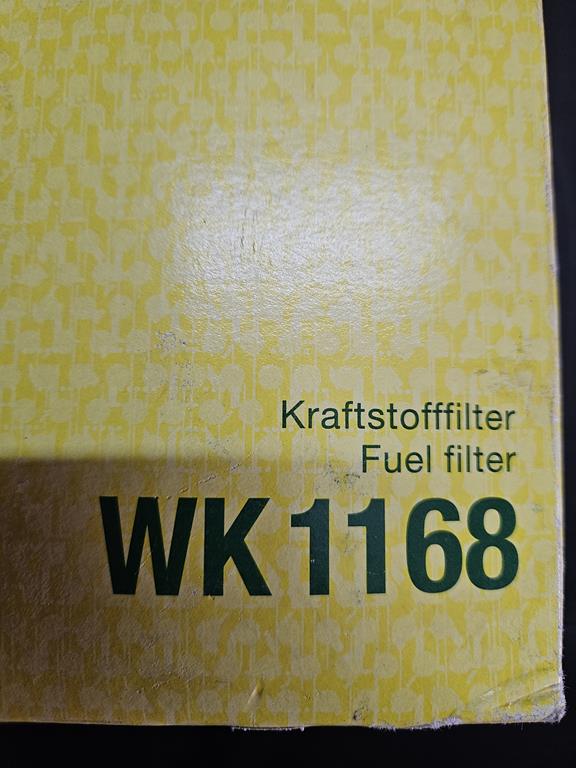 Kraftstofffilter
Fuel filter
WK 1168